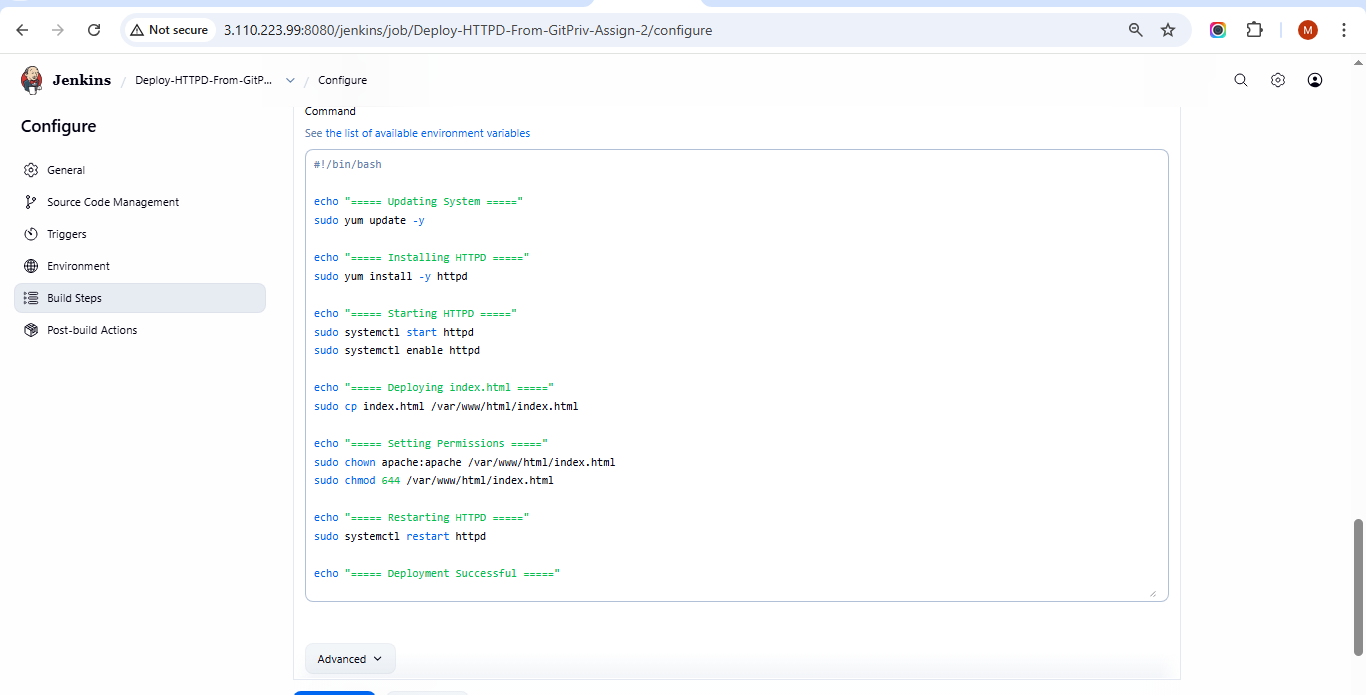 Not secure
3.110.223.99:8080/jenkins/job/Deploy-HTTPD-From-GitPriv-Assign-2/configure
M
Jenkins / Deploy-HTTPD-From-GitP... / Configure
Configure
General
Source Code Management
Triggers
Environment
Build Steps
Post-build Actions
Command
See the list of available environment variables
#!/bin/bash
echo "===== Updating System ====="
sudo yum update -y
echo "===== Installing HTTPD ====="
sudo yum install -y httpd
echo "===== Starting HTTPD ====="
sudo systemctl start httpd
sudo systemctl enable httpd
echo "===== Deploying index.html ====="
sudo cp index.html /var/www/html/index.html
echo "===== Setting Permissions ====="
sudo chown apache:apache /var/www/html/index.html
sudo chmod 644 /var/www/html/index.html
echo "===== Restarting HTTPD ====="
sudo systemctl restart httpd
echo "===== Deployment Successful ====="
Advanced